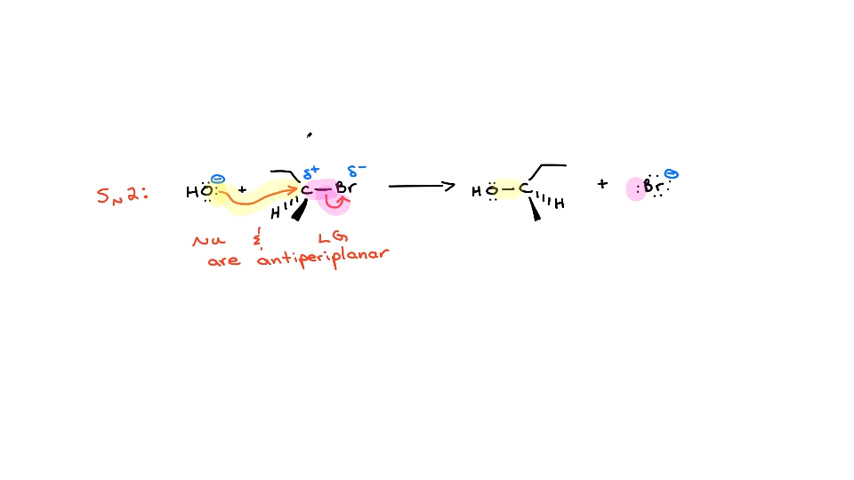 SN2: HO:⊖ + C—Br δ+ δ- H ⟶ HO—C H + :Br:⊖
Nu & LG
are antiperiplanar